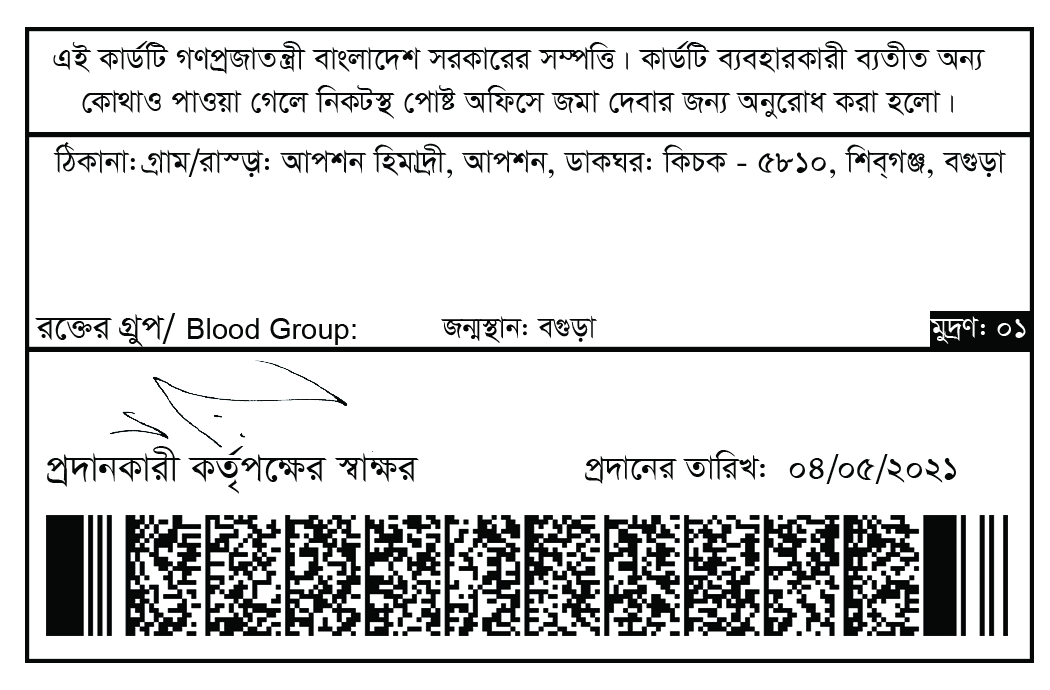 এই কার্ডটি গণপ্রজাতন্ত্রী বাংলাদেশ সরকারের সম্পত্তি। কার্ডটি ব্যবহারকারী ব্যতীত অন্য
কোথাও পাওয়া গেলে নিকটস্থ পোষ্ট অফিসে জমা দেবার জন্য অনুরোধ করা হলো।
ঠিকানা: গ্রাম/রাস্ড়া: আপশন হিমাদ্রী, আপশন, ডাকঘর: কিচক - ৫৮১০, শিব্গঞ্জ, বগুড়া
রক্তের গ্রুপ/ Blood Group: জন্মস্থান: বগুড়া মুদ্রণ: ০১
প্রদানকারী কর্তৃপক্ষের স্বাক্ষর প্রদানের তারিখ: ০৪/০৫/২০২১